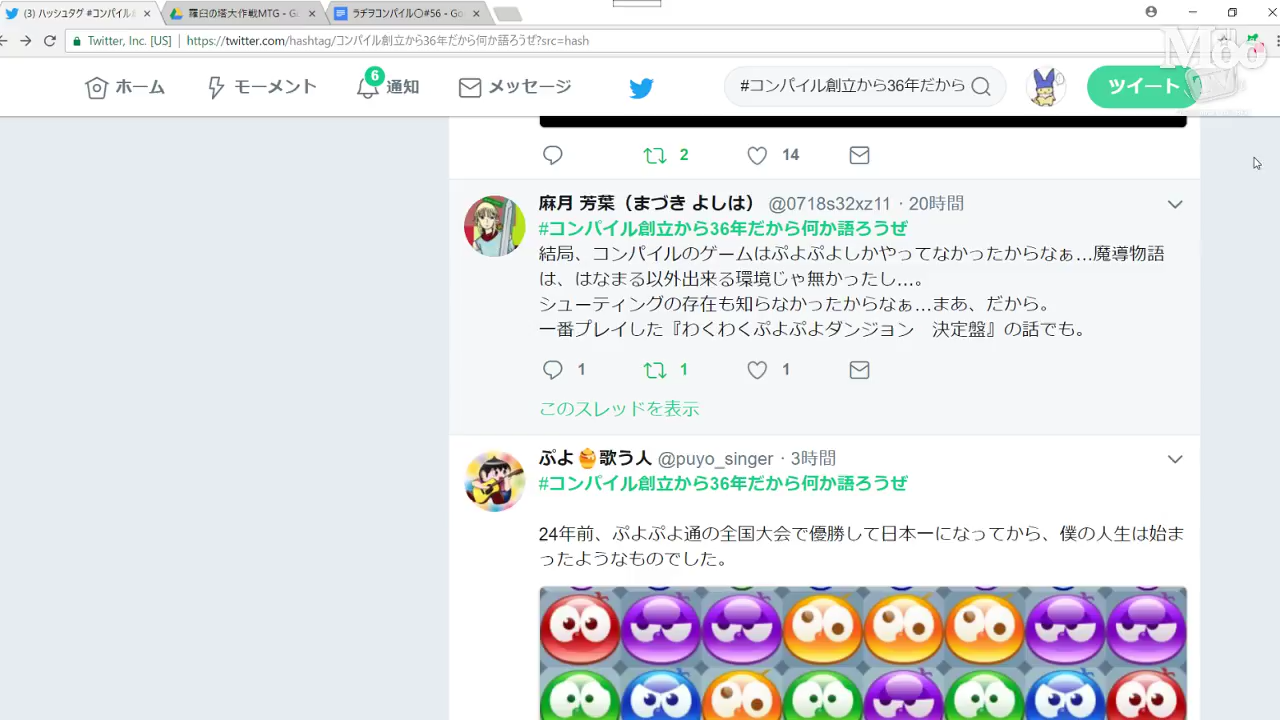 (3) ハッシュタグ #コンパイル創
羅臼の塔大作戦MTG - Go
ラヂヲコンパイル〇#56 - Go
Twitter, Inc. [US] | https://twitter.com/hashtag/コンパイル創立から36年だから何か語ろうぜ?src=hash
Moo
ホーム
モーメント
6
通知
メッセージ
#コンパイル創立から36年だから
ツイート
2
14
麻月 芳葉（まづき よしは） @0718s32xz11 · 20時間
#コンパイル創立から36年だから何か語ろうぜ
結局、コンパイルのゲームはぷよぷよしかやってなかったからなぁ…魔導物語
は、はなまる以外出来る環境じゃ無かったし…。
シューティングの存在も知らなかったからなぁ…まあ、だから。
一番プレイした『わくわくぷよぷよダンジョン　決定盤』の話でも。
1
1
1
このスレッドを表示
ぷよ🍯歌う人 @puyo_singer · 3時間
#コンパイル創立から36年だから何か語ろうぜ
24年前、ぷよぷよ通の全国大会で優勝して日本一になってから、僕の人生は始ま
ったようなものでした。